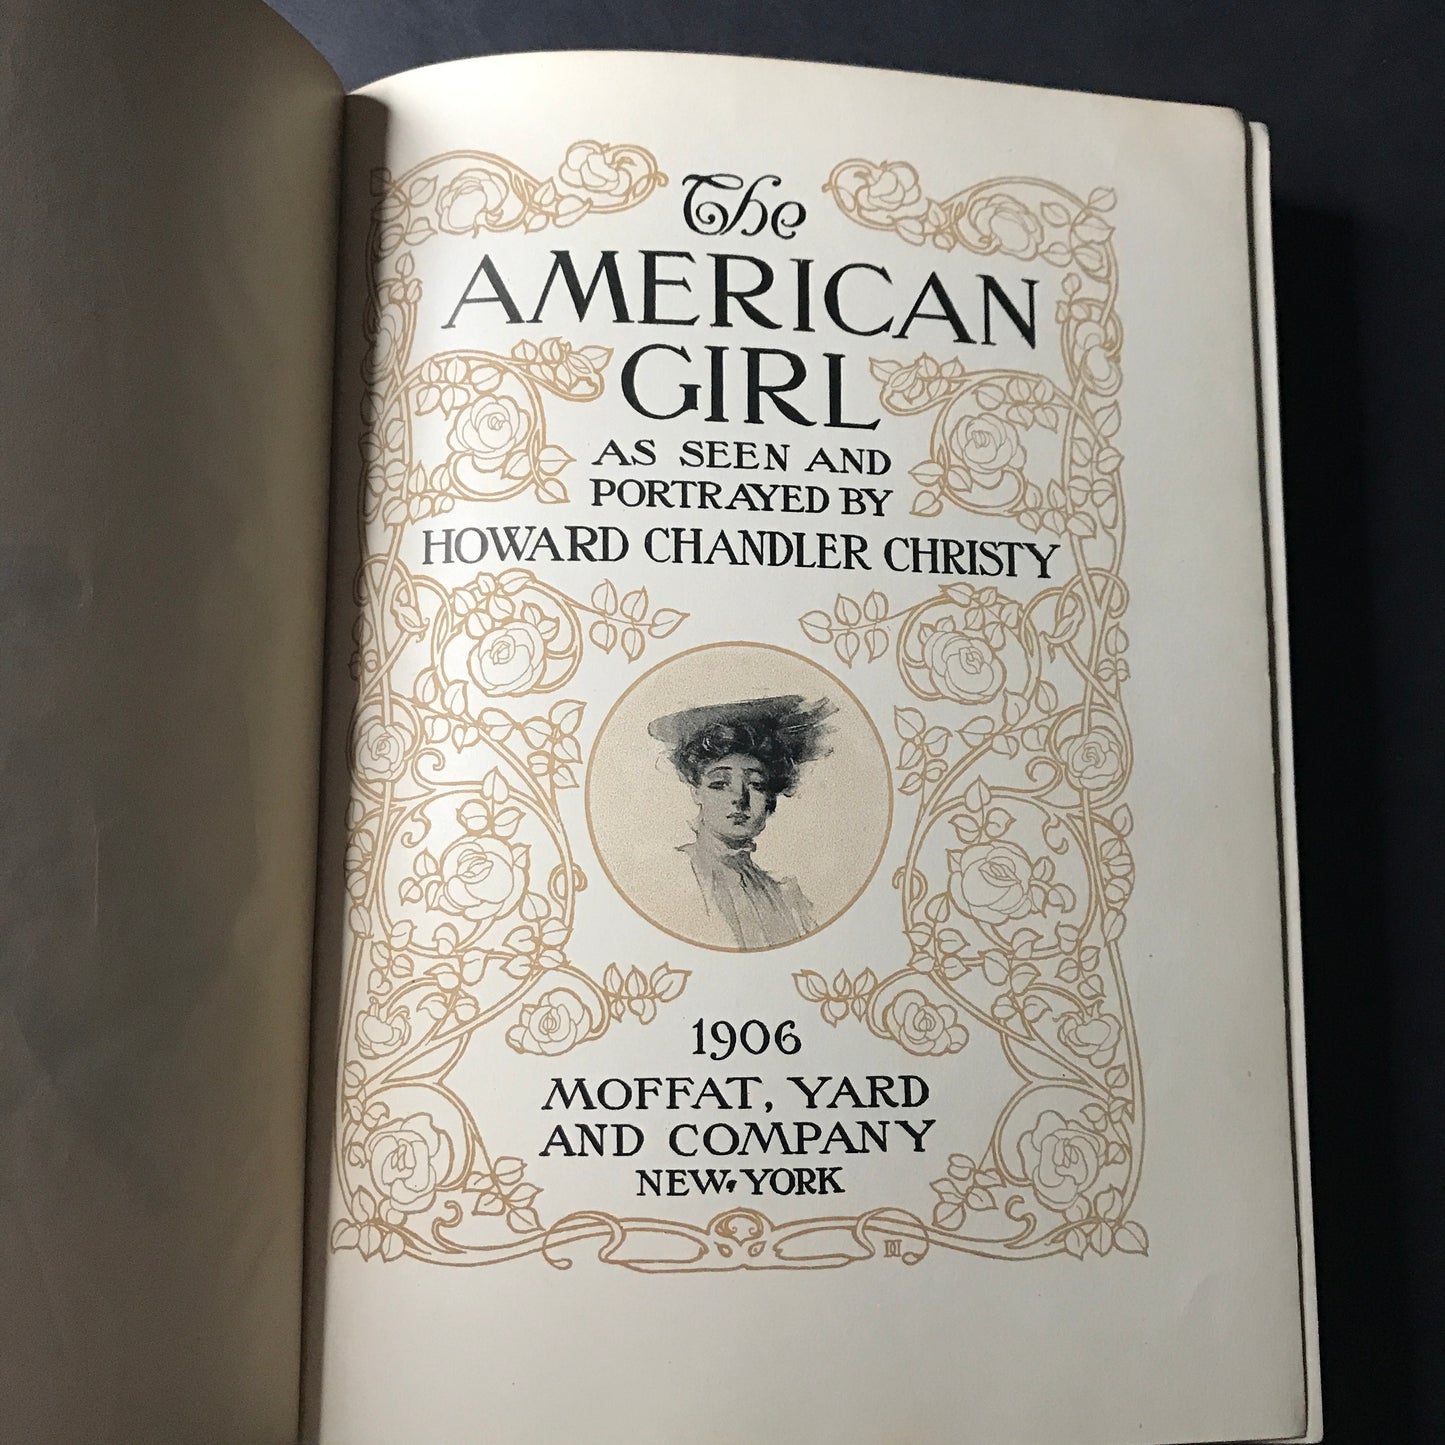 The
AMERICAN
GIRL
AS SEEN AND
PORTRAYED BY
HOWARD CHANDLER CHRISTY
1906
MOFFAT, YARD
AND COMPANY
NEW YORK